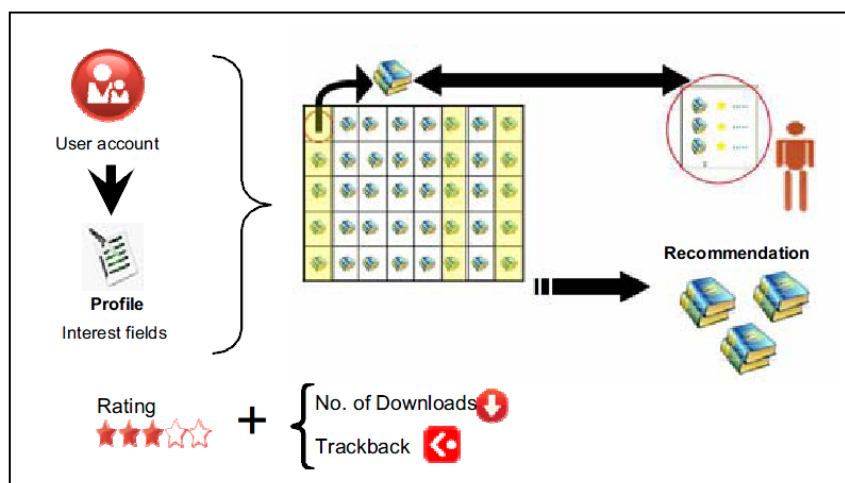 User account
Profile
Interest fields
Recommendation
Rating
No. of Downloads
Trackback